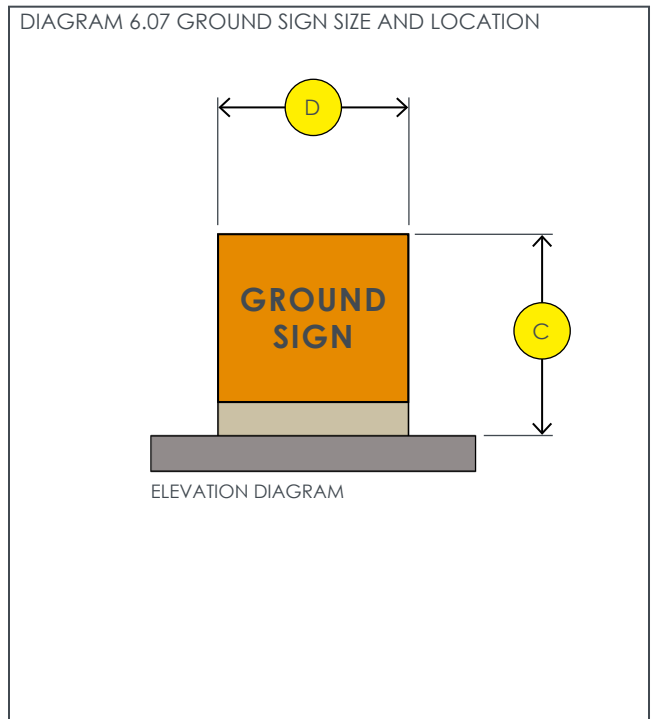 DIAGRAM 6.07 GROUND SIGN SIZE AND LOCATION
D
GROUND
SIGN
C
ELEVATION DIAGRAM